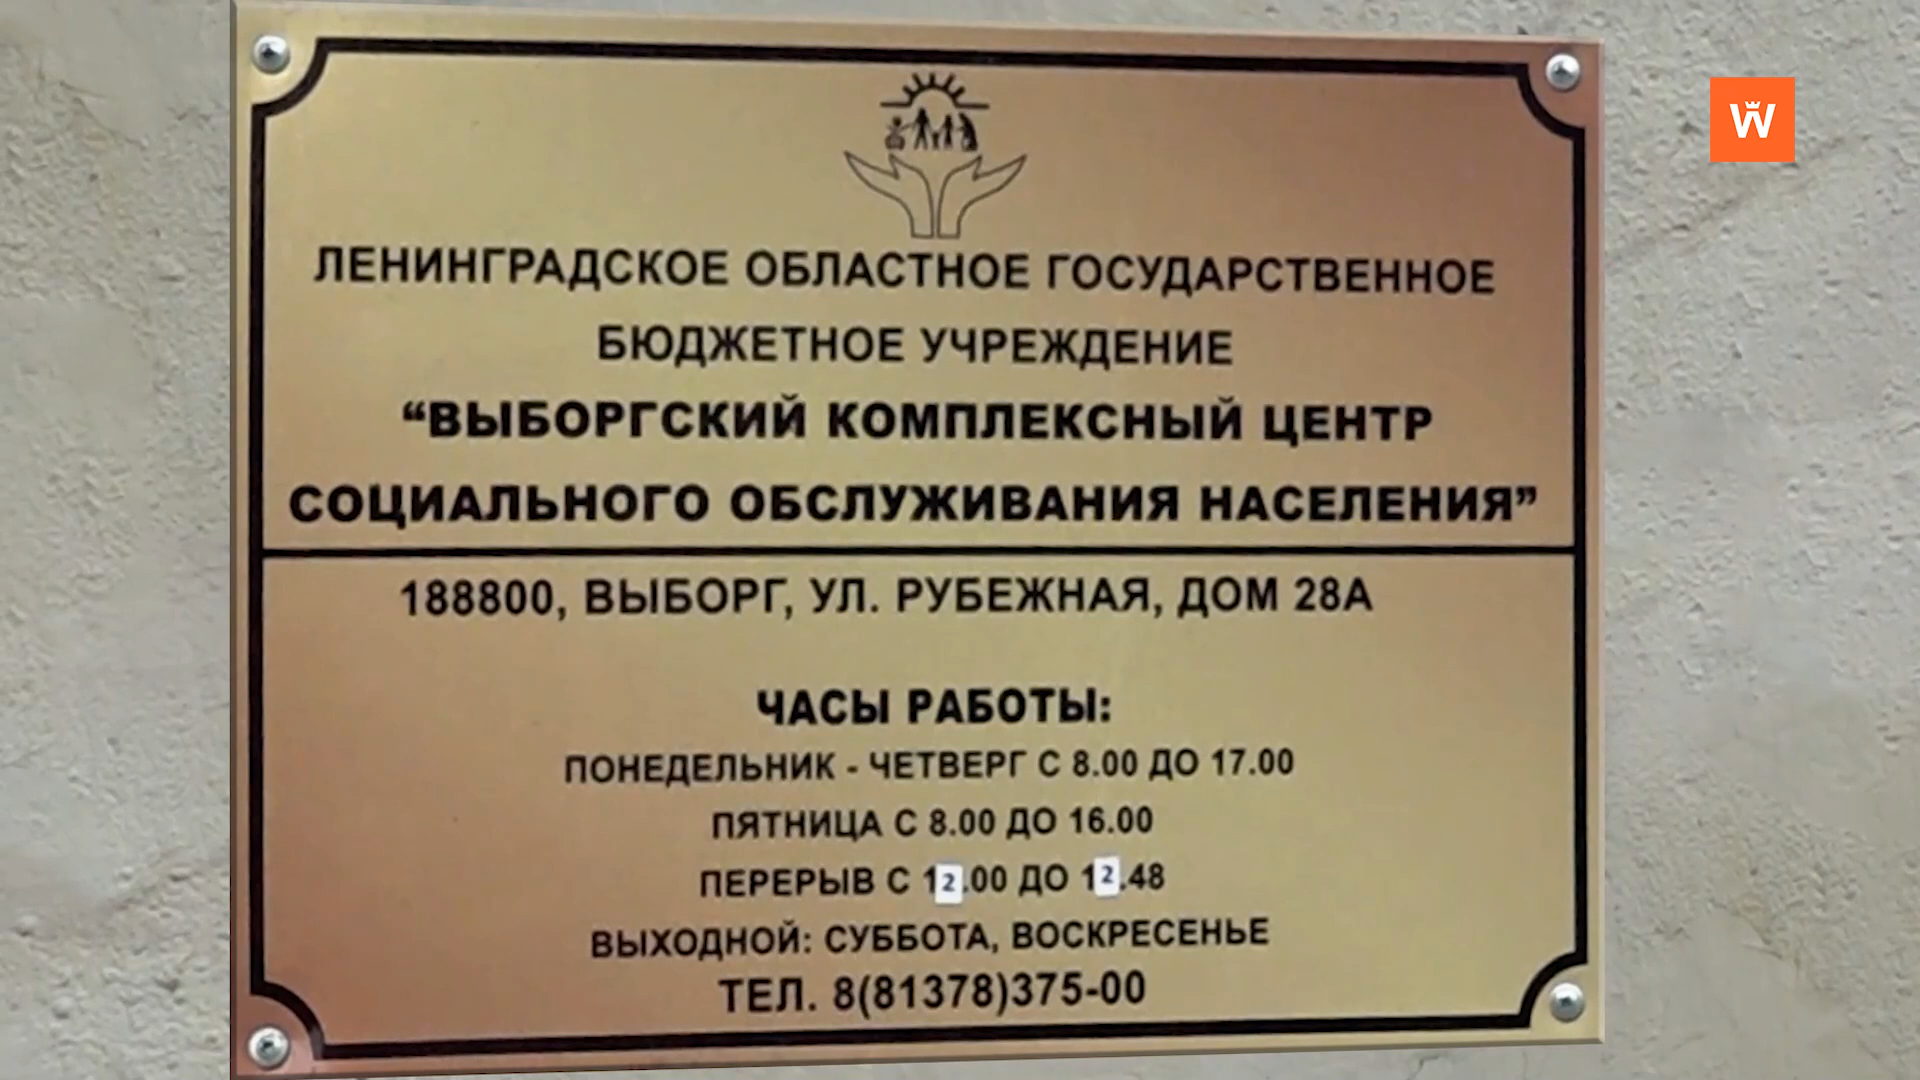 W
ЛЕНИНГРАДСКОЕ ОБЛАСТНОЕ ГОСУДАРСТВЕННОЕ
БЮДЖЕТНОЕ УЧРЕЖДЕНИЕ
“ВЫБОРГСКИЙ КОМПЛЕКСНЫЙ ЦЕНТР
СОЦИАЛЬНОГО ОБСЛУЖИВАНИЯ НАСЕЛЕНИЯ”
188800, ВЫБОРГ, УЛ. РУБЕЖНАЯ, ДОМ 28А
ЧАСЫ РАБОТЫ:
ПОНЕДЕЛЬНИК - ЧЕТВЕРГ С 8.00 ДО 17.00
ПЯТНИЦА С 8.00 ДО 16.00
ПЕРЕРЫВ С 12.00 ДО 12.48
ВЫХОДНОЙ: СУББОТА, ВОСКРЕСЕНЬЕ
ТЕЛ. 8(81378)375-00